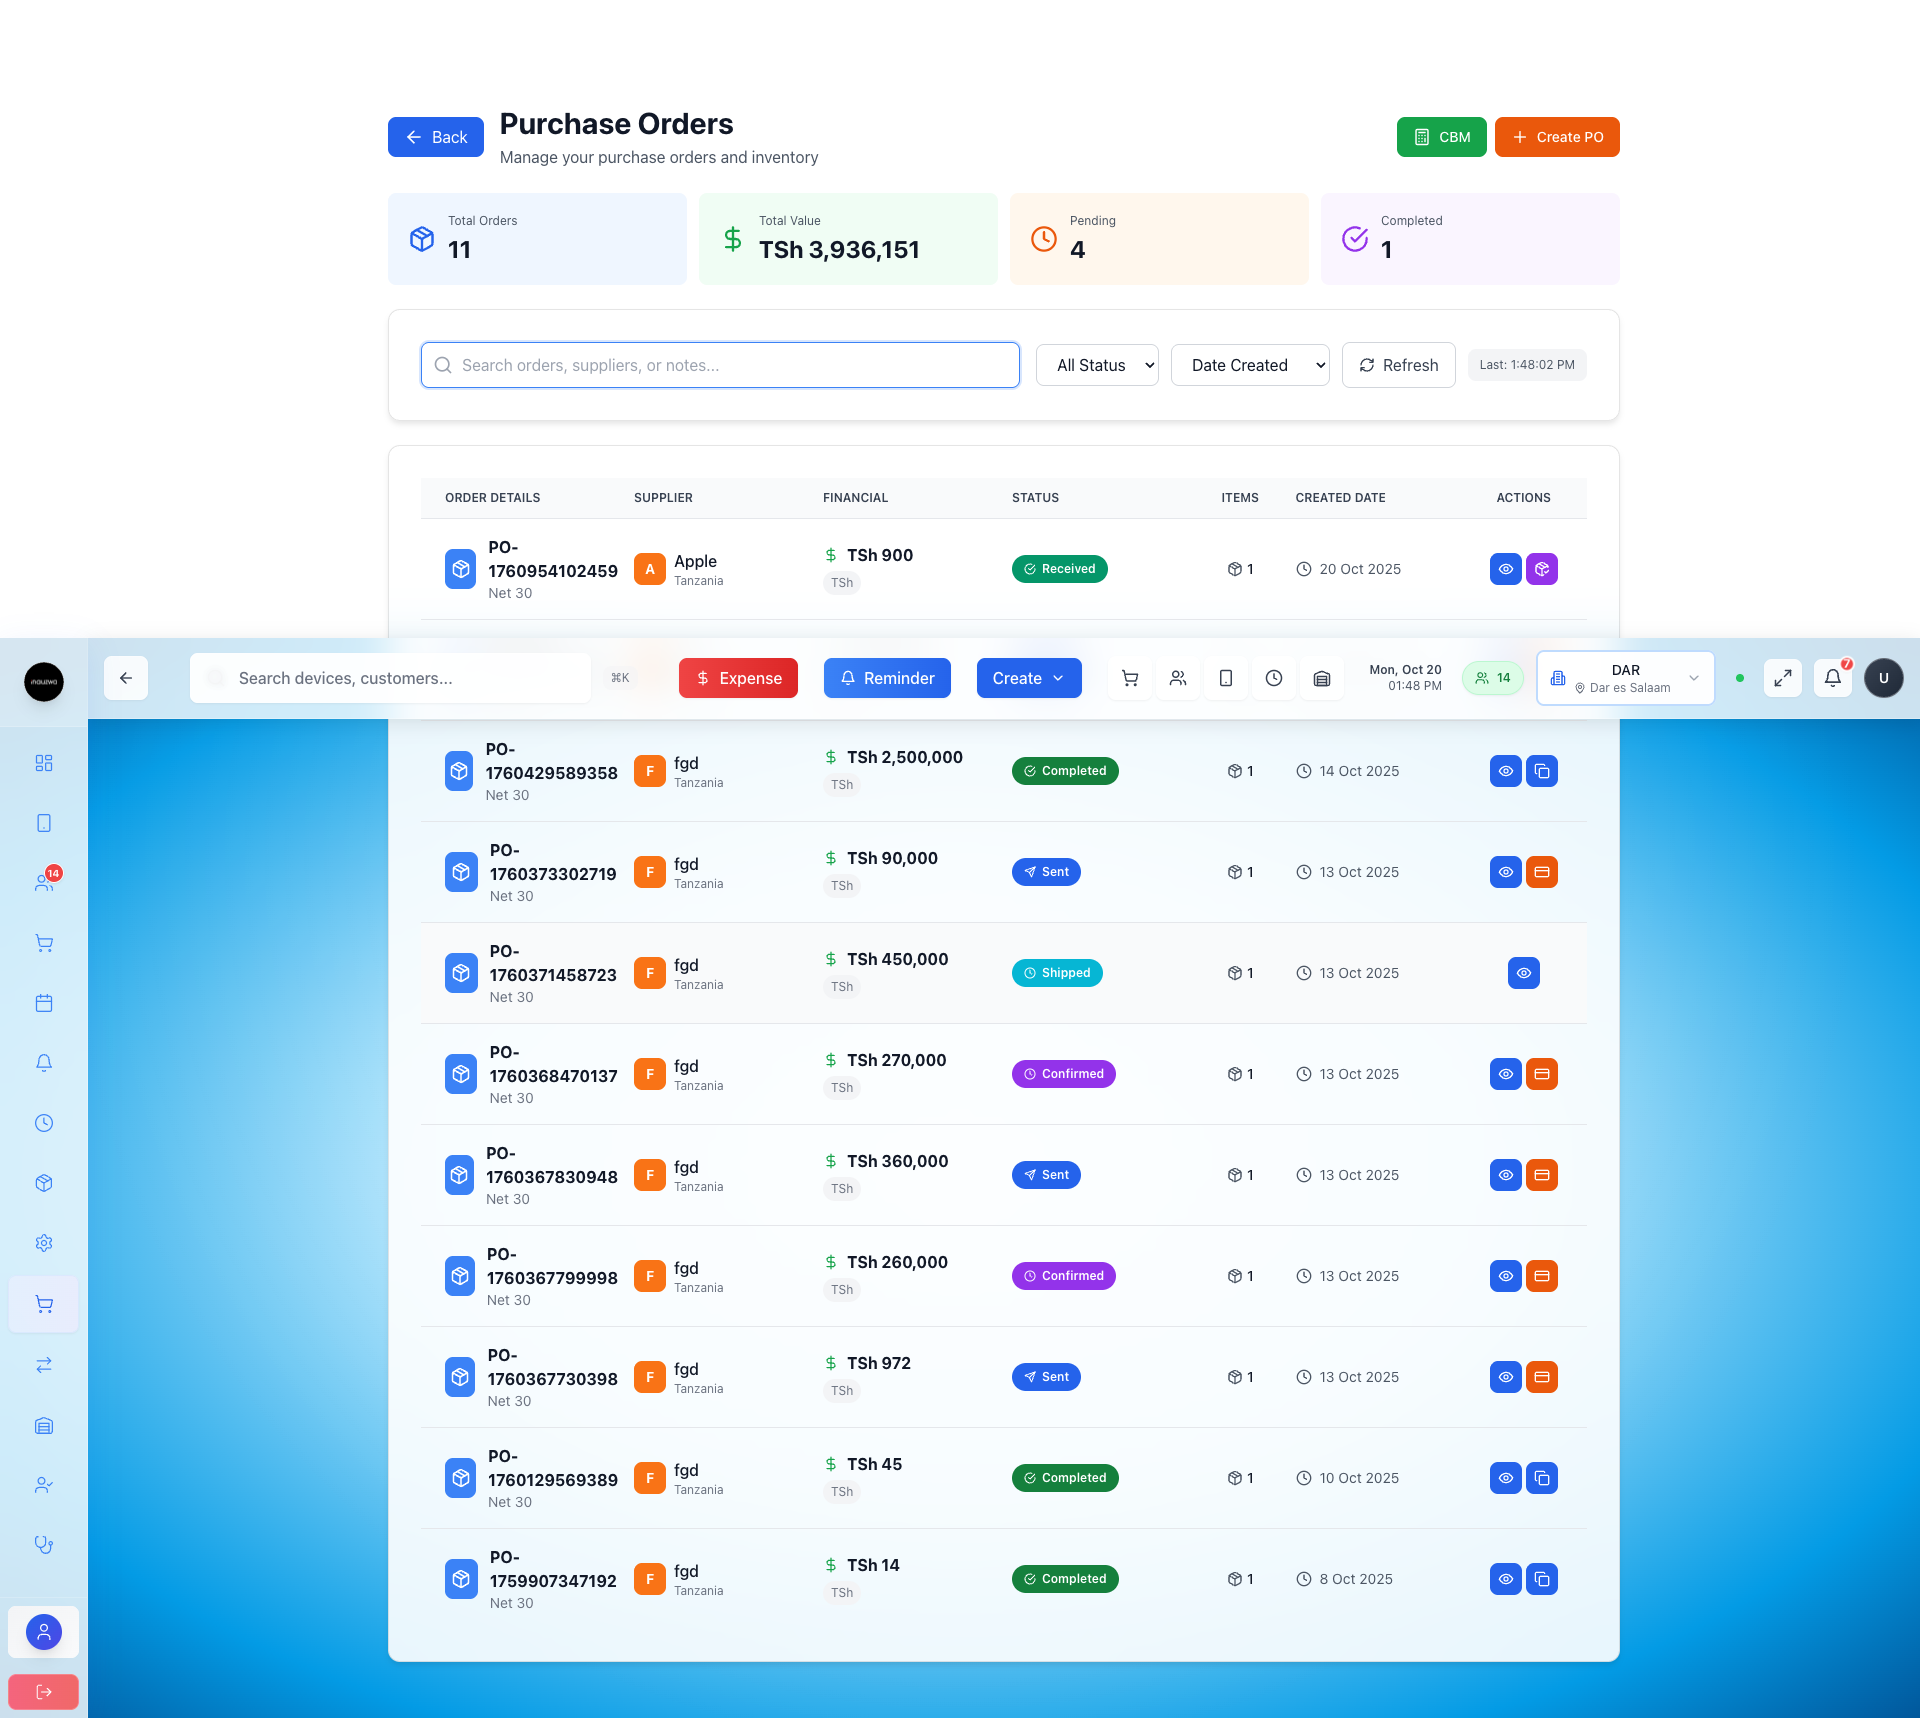 Back
Purchase Orders
Manage your purchase orders and inventory
CBM
Create PO
Total Orders
11
Total Value
TSh 3,936,151
Pending
4
Completed
1
Search orders, suppliers, or notes...
All Status
Date Created
Refresh
Last: 1:48:02 PM
ORDER DETAILS SUPPLIER FINANCIAL STATUS ITEMS CREATED DATE ACTIONS
PO-
1760954102459
Net 30
A
Apple
Tanzania
TSh 900
TSh
Received
1
20 Oct 2025
inauzwa
Search devices, customers...
⌘K
Expense
Reminder
Create
Mon, Oct 20
01:48 PM
14
DAR
Dar es Salaam
7
U
14
PO-
1760429589358
Net 30
F
fgd
Tanzania
TSh 2,500,000
TSh
Completed
1
14 Oct 2025
PO-
1760373302719
Net 30
F
fgd
Tanzania
TSh 90,000
TSh
Sent
1
13 Oct 2025
PO-
1760371458723
Net 30
F
fgd
Tanzania
TSh 450,000
TSh
Shipped
1
13 Oct 2025
PO-
1760368470137
Net 30
F
fgd
Tanzania
TSh 270,000
TSh
Confirmed
1
13 Oct 2025
PO-
1760367830948
Net 30
F
fgd
Tanzania
TSh 360,000
TSh
Sent
1
13 Oct 2025
PO-
1760367799998
Net 30
F
fgd
Tanzania
TSh 260,000
TSh
Confirmed
1
13 Oct 2025
PO-
1760367730398
Net 30
F
fgd
Tanzania
TSh 972
TSh
Sent
1
13 Oct 2025
PO-
1760129569389
Net 30
F
fgd
Tanzania
TSh 45
TSh
Completed
1
10 Oct 2025
PO-
1759907347192
Net 30
F
fgd
Tanzania
TSh 14
TSh
Completed
1
8 Oct 2025